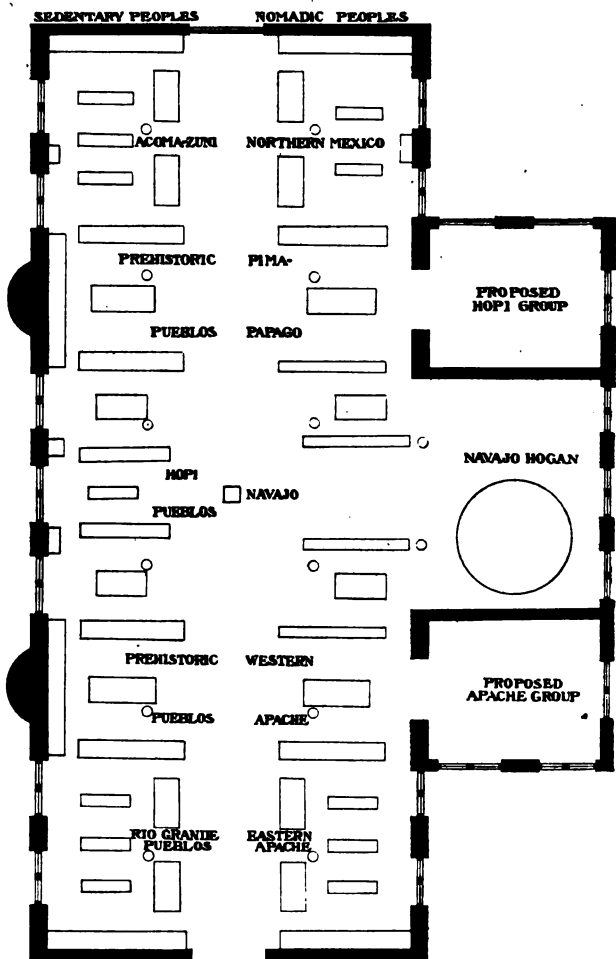 SEDENTARY PEOPLES
NOMADIC PEOPLES
ACOMA-ZUNI
NORTHERN MEXICO
PREHISTORIC
PUEBLOS
PIMA-
PAPAGO
PROPOSED
HOPI GROUP
HOPI
PUEBLOS
NAVAJO
NAVAJO HOGAN
PREHISTORIC
PUEBLOS
WESTERN
APACHE
PROPOSED
APACHE GROUP
RIO GRANDE
PUEBLOS
EASTERN
APACHE